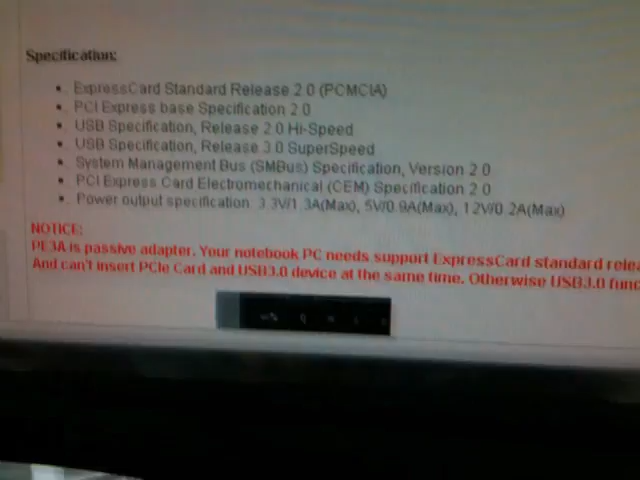 Specification:
ExpressCard Standard Release 2.0 (PCMCIA)
PCI Express base Specification 2.0
USB Specification, Release 2.0 Hi-Speed
USB Specification, Release 3.0 SuperSpeed
System Management Bus (SMBus) Specification, Version 2.0
PCI Express Card Electromechanical (CEM) Specification 2.0
Power output specification: 3.3V/1.3A(Max), 5V/0.9A(Max), 12V/0.2A(Max)
NOTICE:
PE3A is passive adapter. Your notebook PC needs support ExpressCard standard relea
And can't insert PCIe Card and USB3.0 device at the same time. Otherwise USB3.0 func